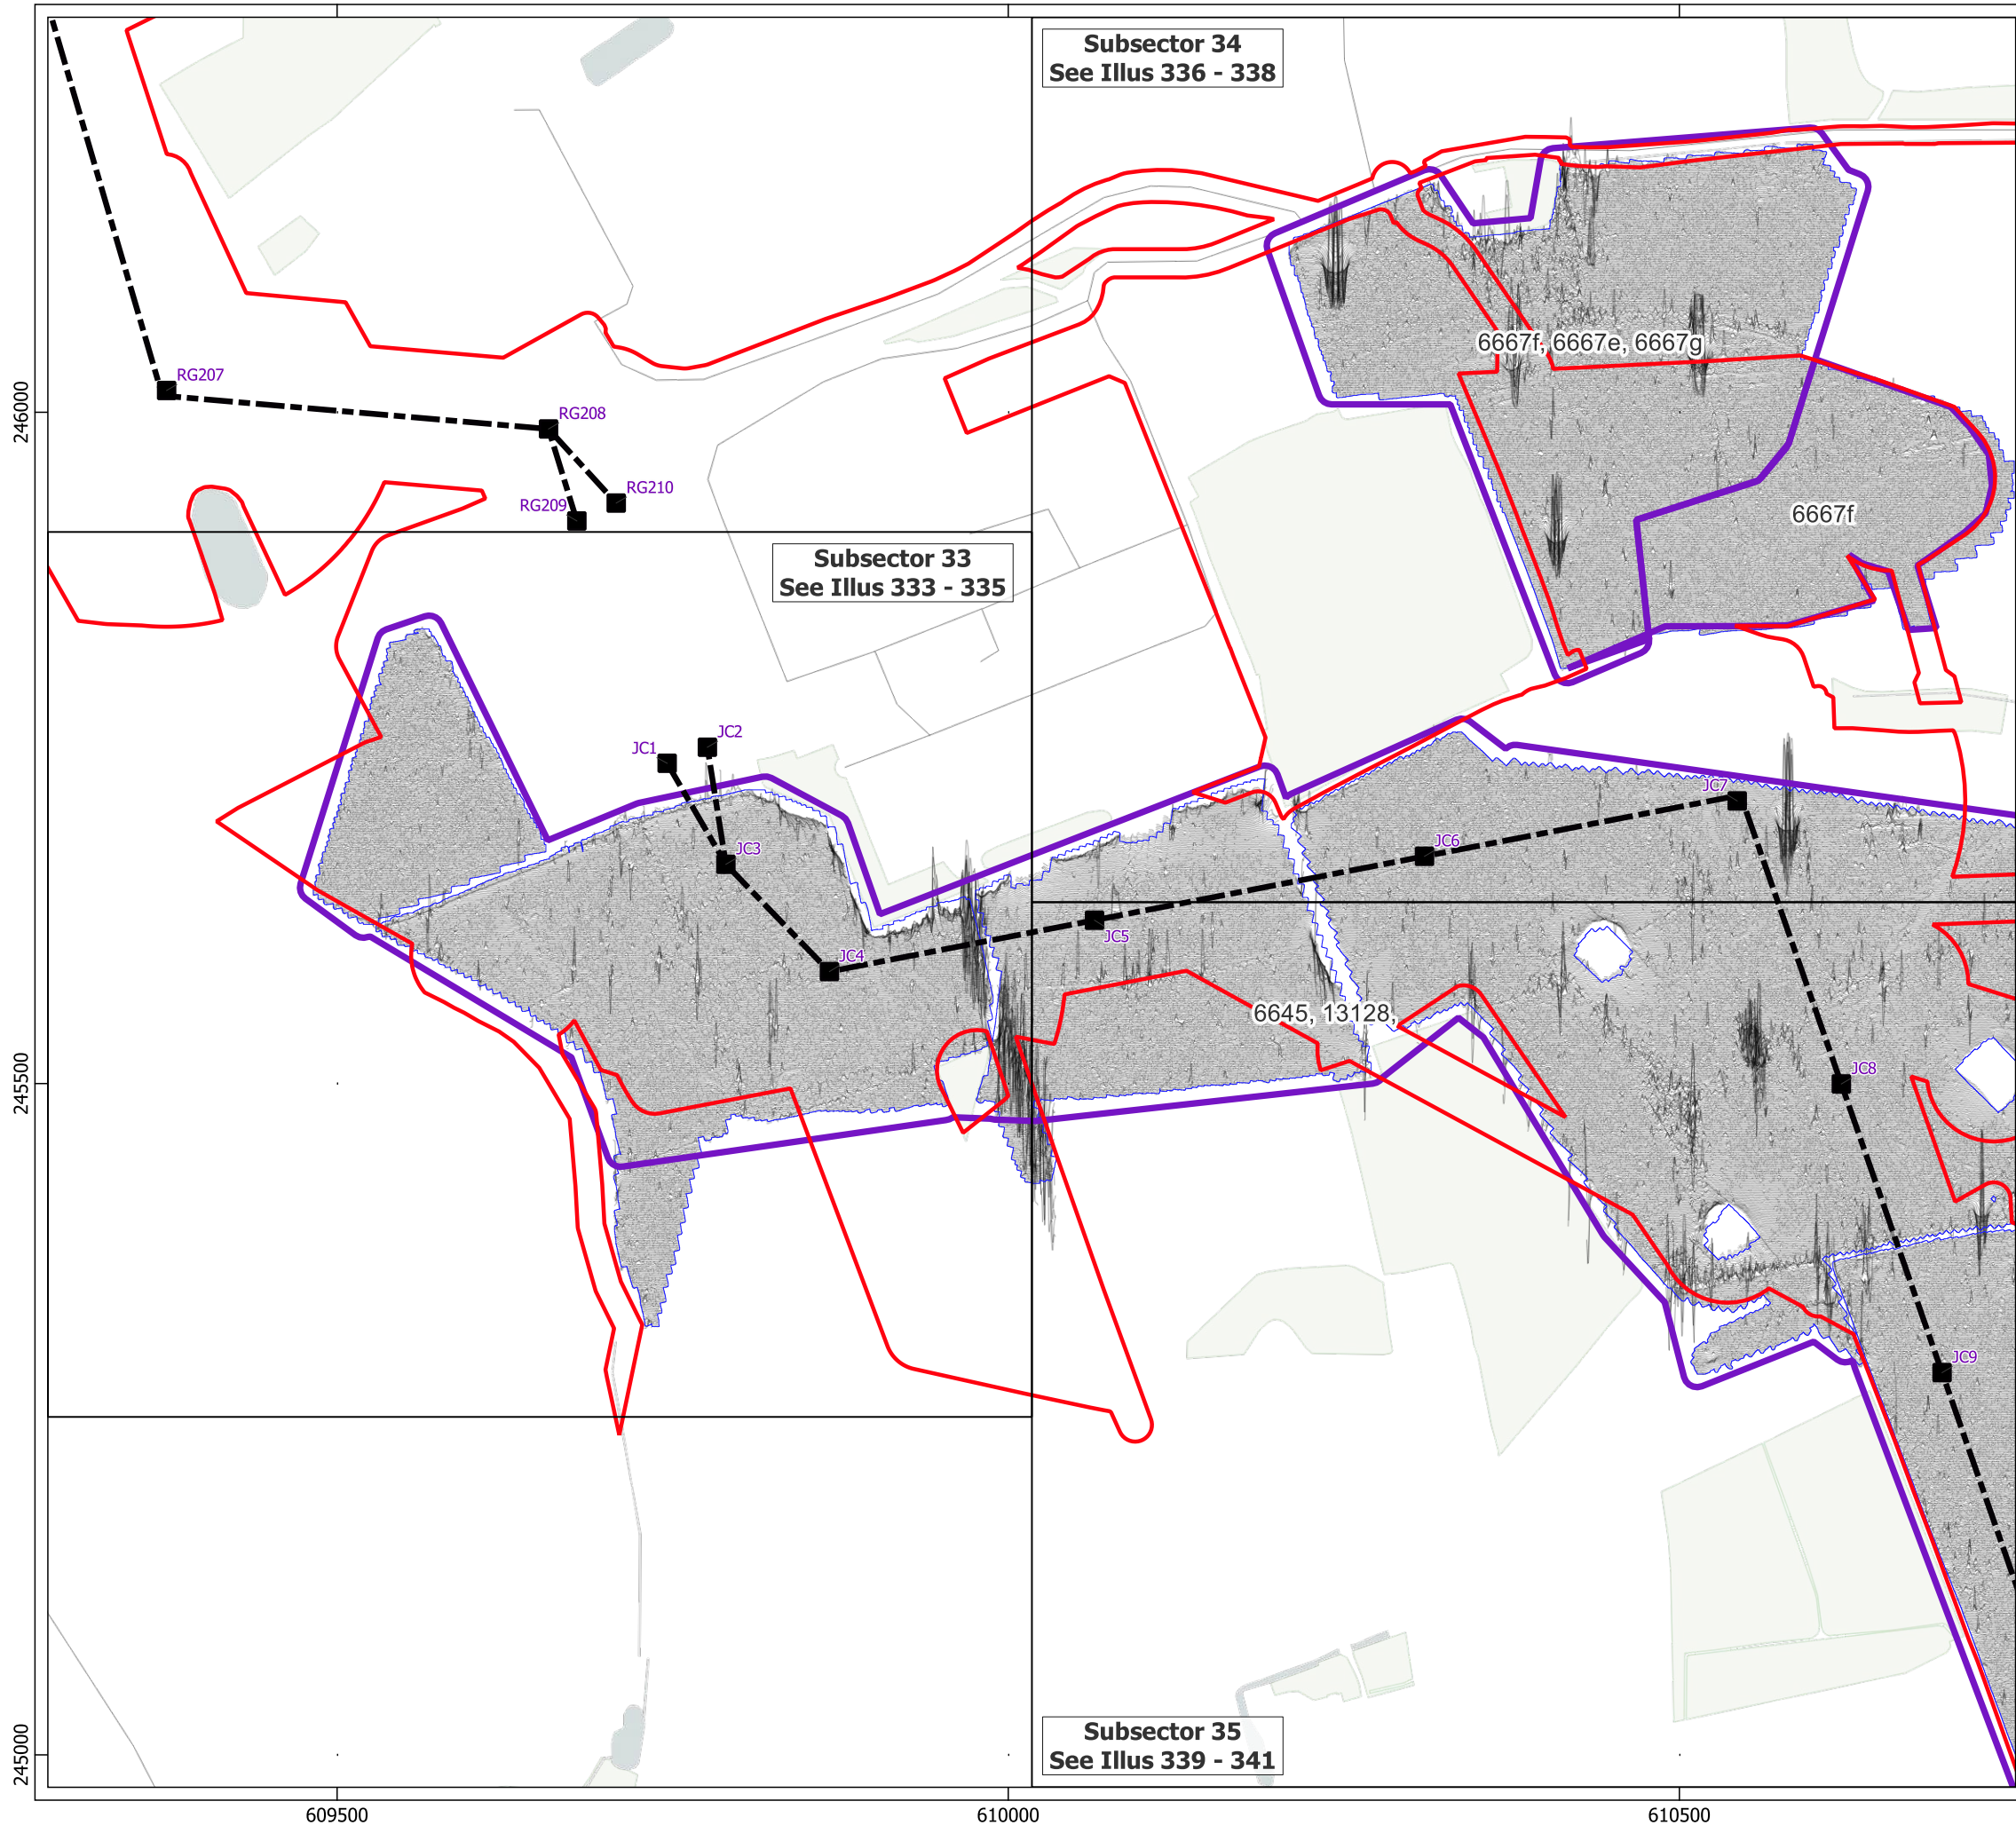 Subsector 34
See Illus 336 - 338
RG207
RG208
RG209
RG210
6667f, 6667e, 6667g
6667f
Subsector 33
See Illus 333 - 335
JC1
JC2
JC3
JC4
JC5
JC6
JC7
JC8
JC9
6645, 13128,
Subsector 35
See Illus 339 - 341
246000
245500
245000
609500
610000
610500